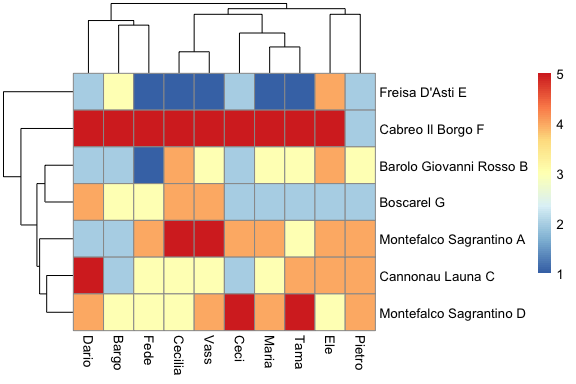 Freisa D'Asti E
Cabreo Il Borgo F
Barolo Giovanni Rosso B
Boscarel G
Montefalco Sagrantino A
Cannonau Launa C
Montefalco Sagrantino D
5
4
3
2
1
Dario
Bargo
Fede
Cecilia
Vass
Ceci
Maria
Tama
Ele
Pietro